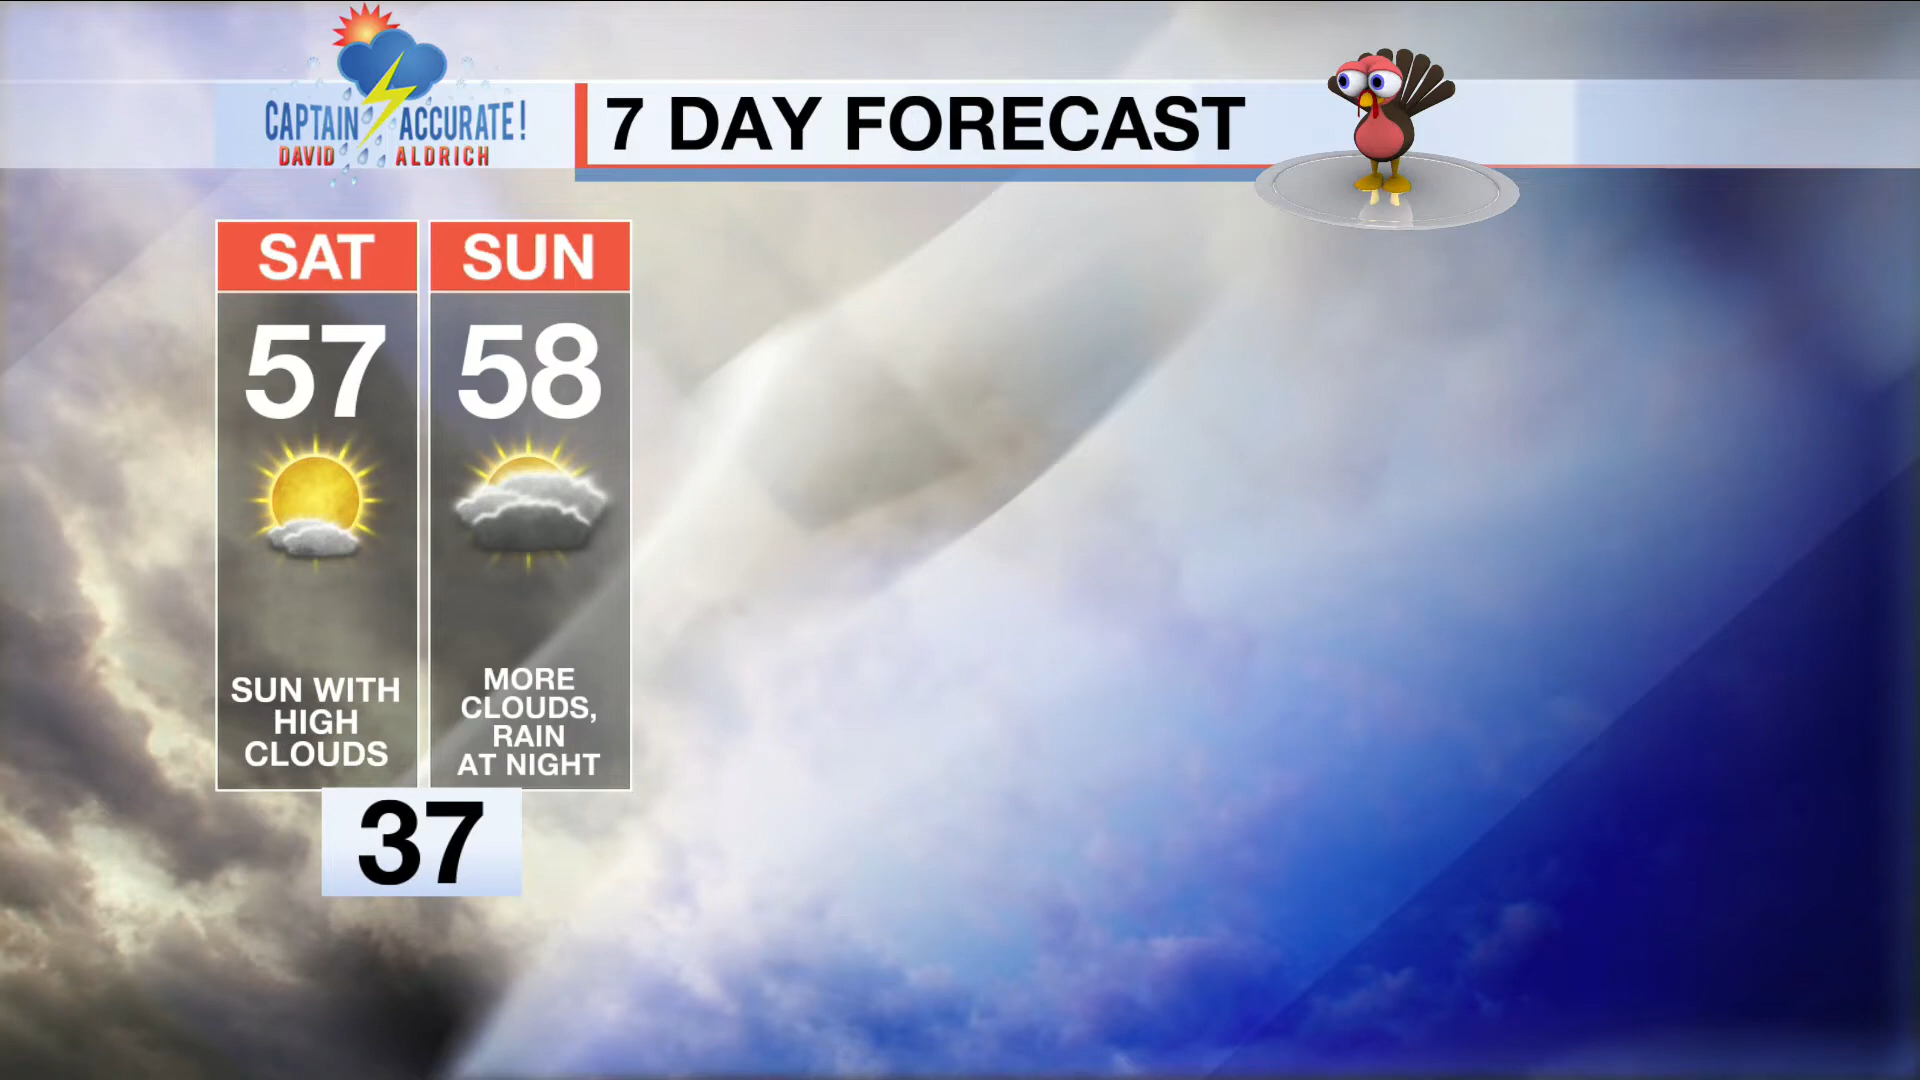 CAPTAIN ACCURATE!
DAVID ALDRICH
7 DAY FORECAST
SAT
57
SUN WITH
HIGH
CLOUDS
SUN
58
MORE
CLOUDS,
RAIN
AT NIGHT
37